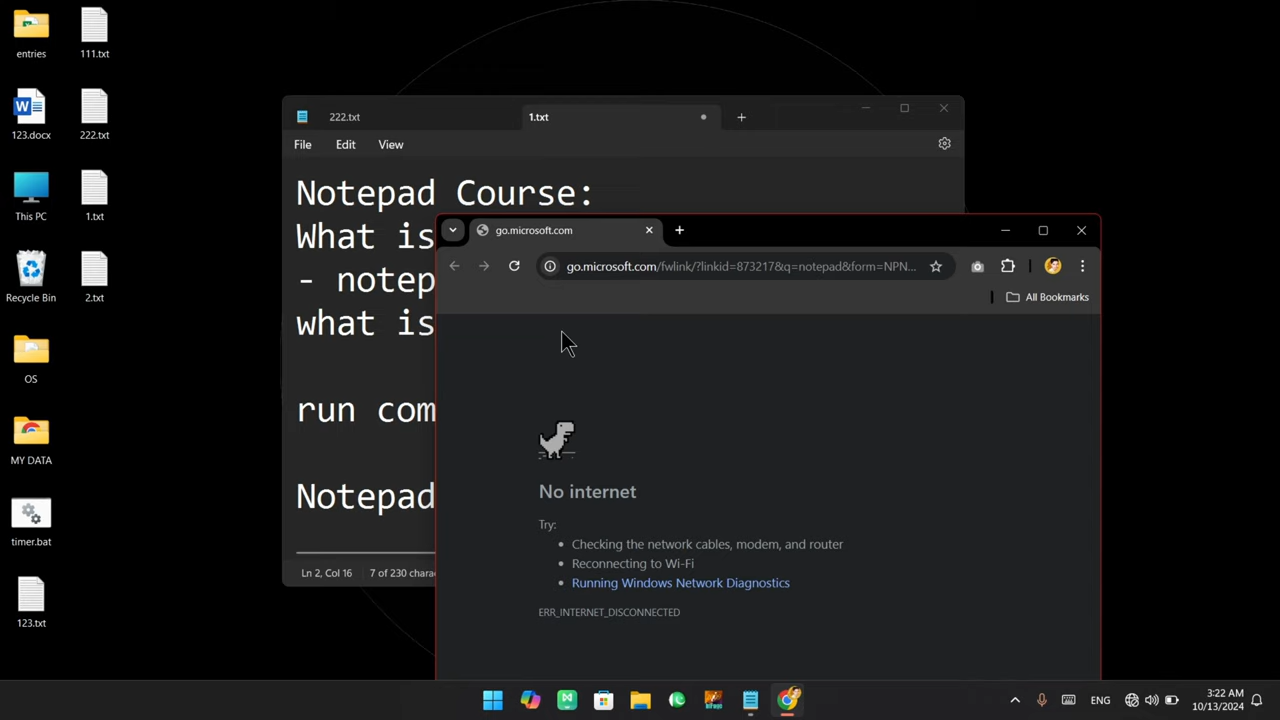 entries
111.txt
123.docx
222.txt
This PC
1.txt
Recycle Bin
2.txt
OS
MY DATA
timer.bat
123.txt
222.txt
1.txt
File
Edit
View
Notepad Course:
What is
- notep
what is
run com
Notepad
Ln 2, Col 16
7 of 230 chara
go.microsoft.com
go.microsoft.com/fwlink/?linkid=873217&q=notepad&form=NPN...
All Bookmarks
No internet
Try:
• Checking the network cables, modem, and router
• Reconnecting to Wi-Fi
• Running Windows Network Diagnostics
ERR_INTERNET_DISCONNECTED
ENG
3:22 AM
10/13/2024